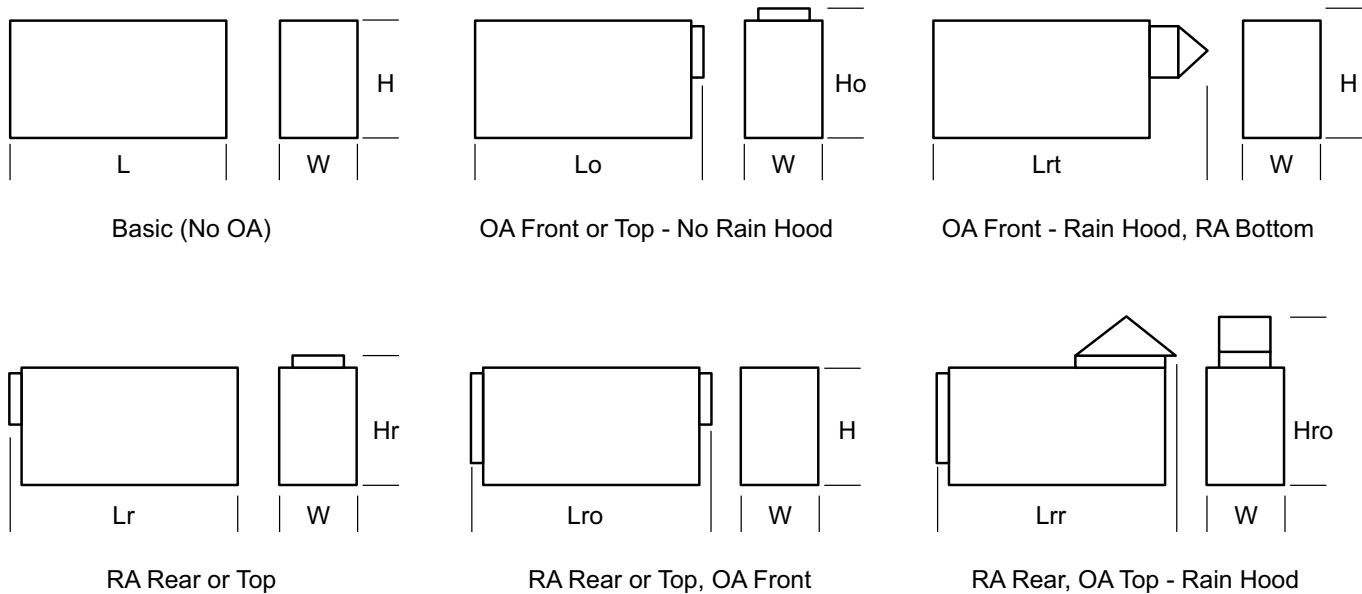 H
L
W
Basic (No OA)
Ho
Lo
W
OA Front or Top - No Rain Hood
H
Lrt
W
OA Front - Rain Hood, RA Bottom
Hr
Lr
W
RA Rear or Top
H
Lro
W
RA Rear or Top, OA Front
Hro
Lrr
W
RA Rear, OA Top - Rain Hood